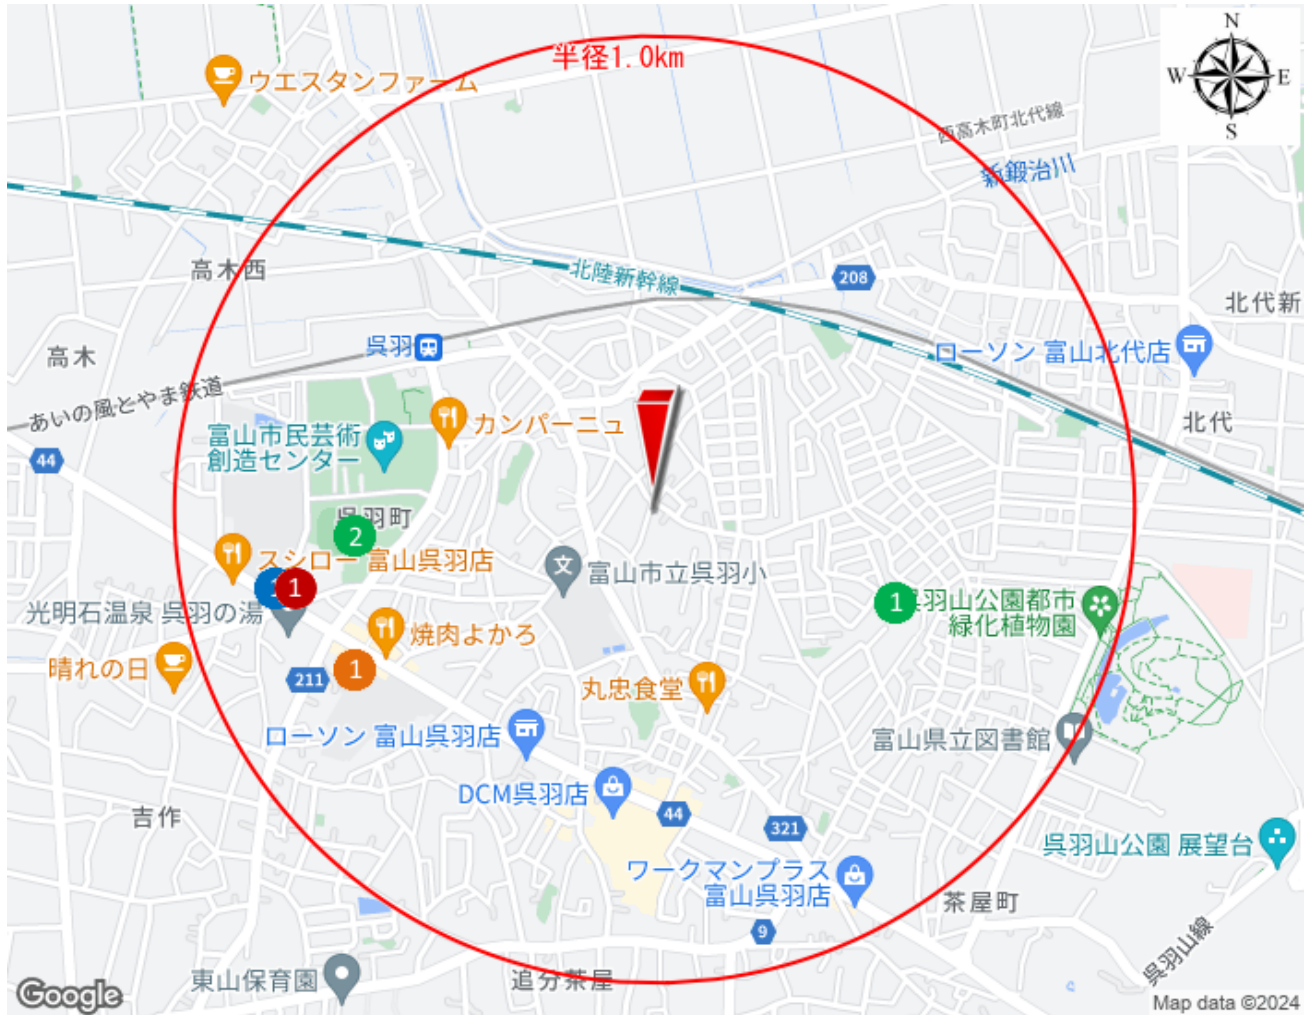 半径1.0km
N
W
E
S
ウエスタンファーム
西高木町北代線
新鍛治川
高木西
北陸新幹線
208
北代新
呉羽
高木
ローソン 富山北代店
あいの風とやま鉄道
カンパーニュ
北代
富山市民芸術
創造センター
44
呉羽町
2
スシロー 富山呉羽店
文
富山市立呉羽小
1
1
羽山公園都市
緑化植物園
光明石温泉 呉羽の湯
焼肉よかろ
晴れの日
211
1
丸忠食堂
ローソン 富山呉羽店
富山県立図書館
DCM呉羽店
44
321
吉作
呉羽山公園 展望台
ワークマンプラス
富山呉羽店
茶屋町
9
呉羽山線
東山保育園
追分茶屋
Google
Map data ©2024